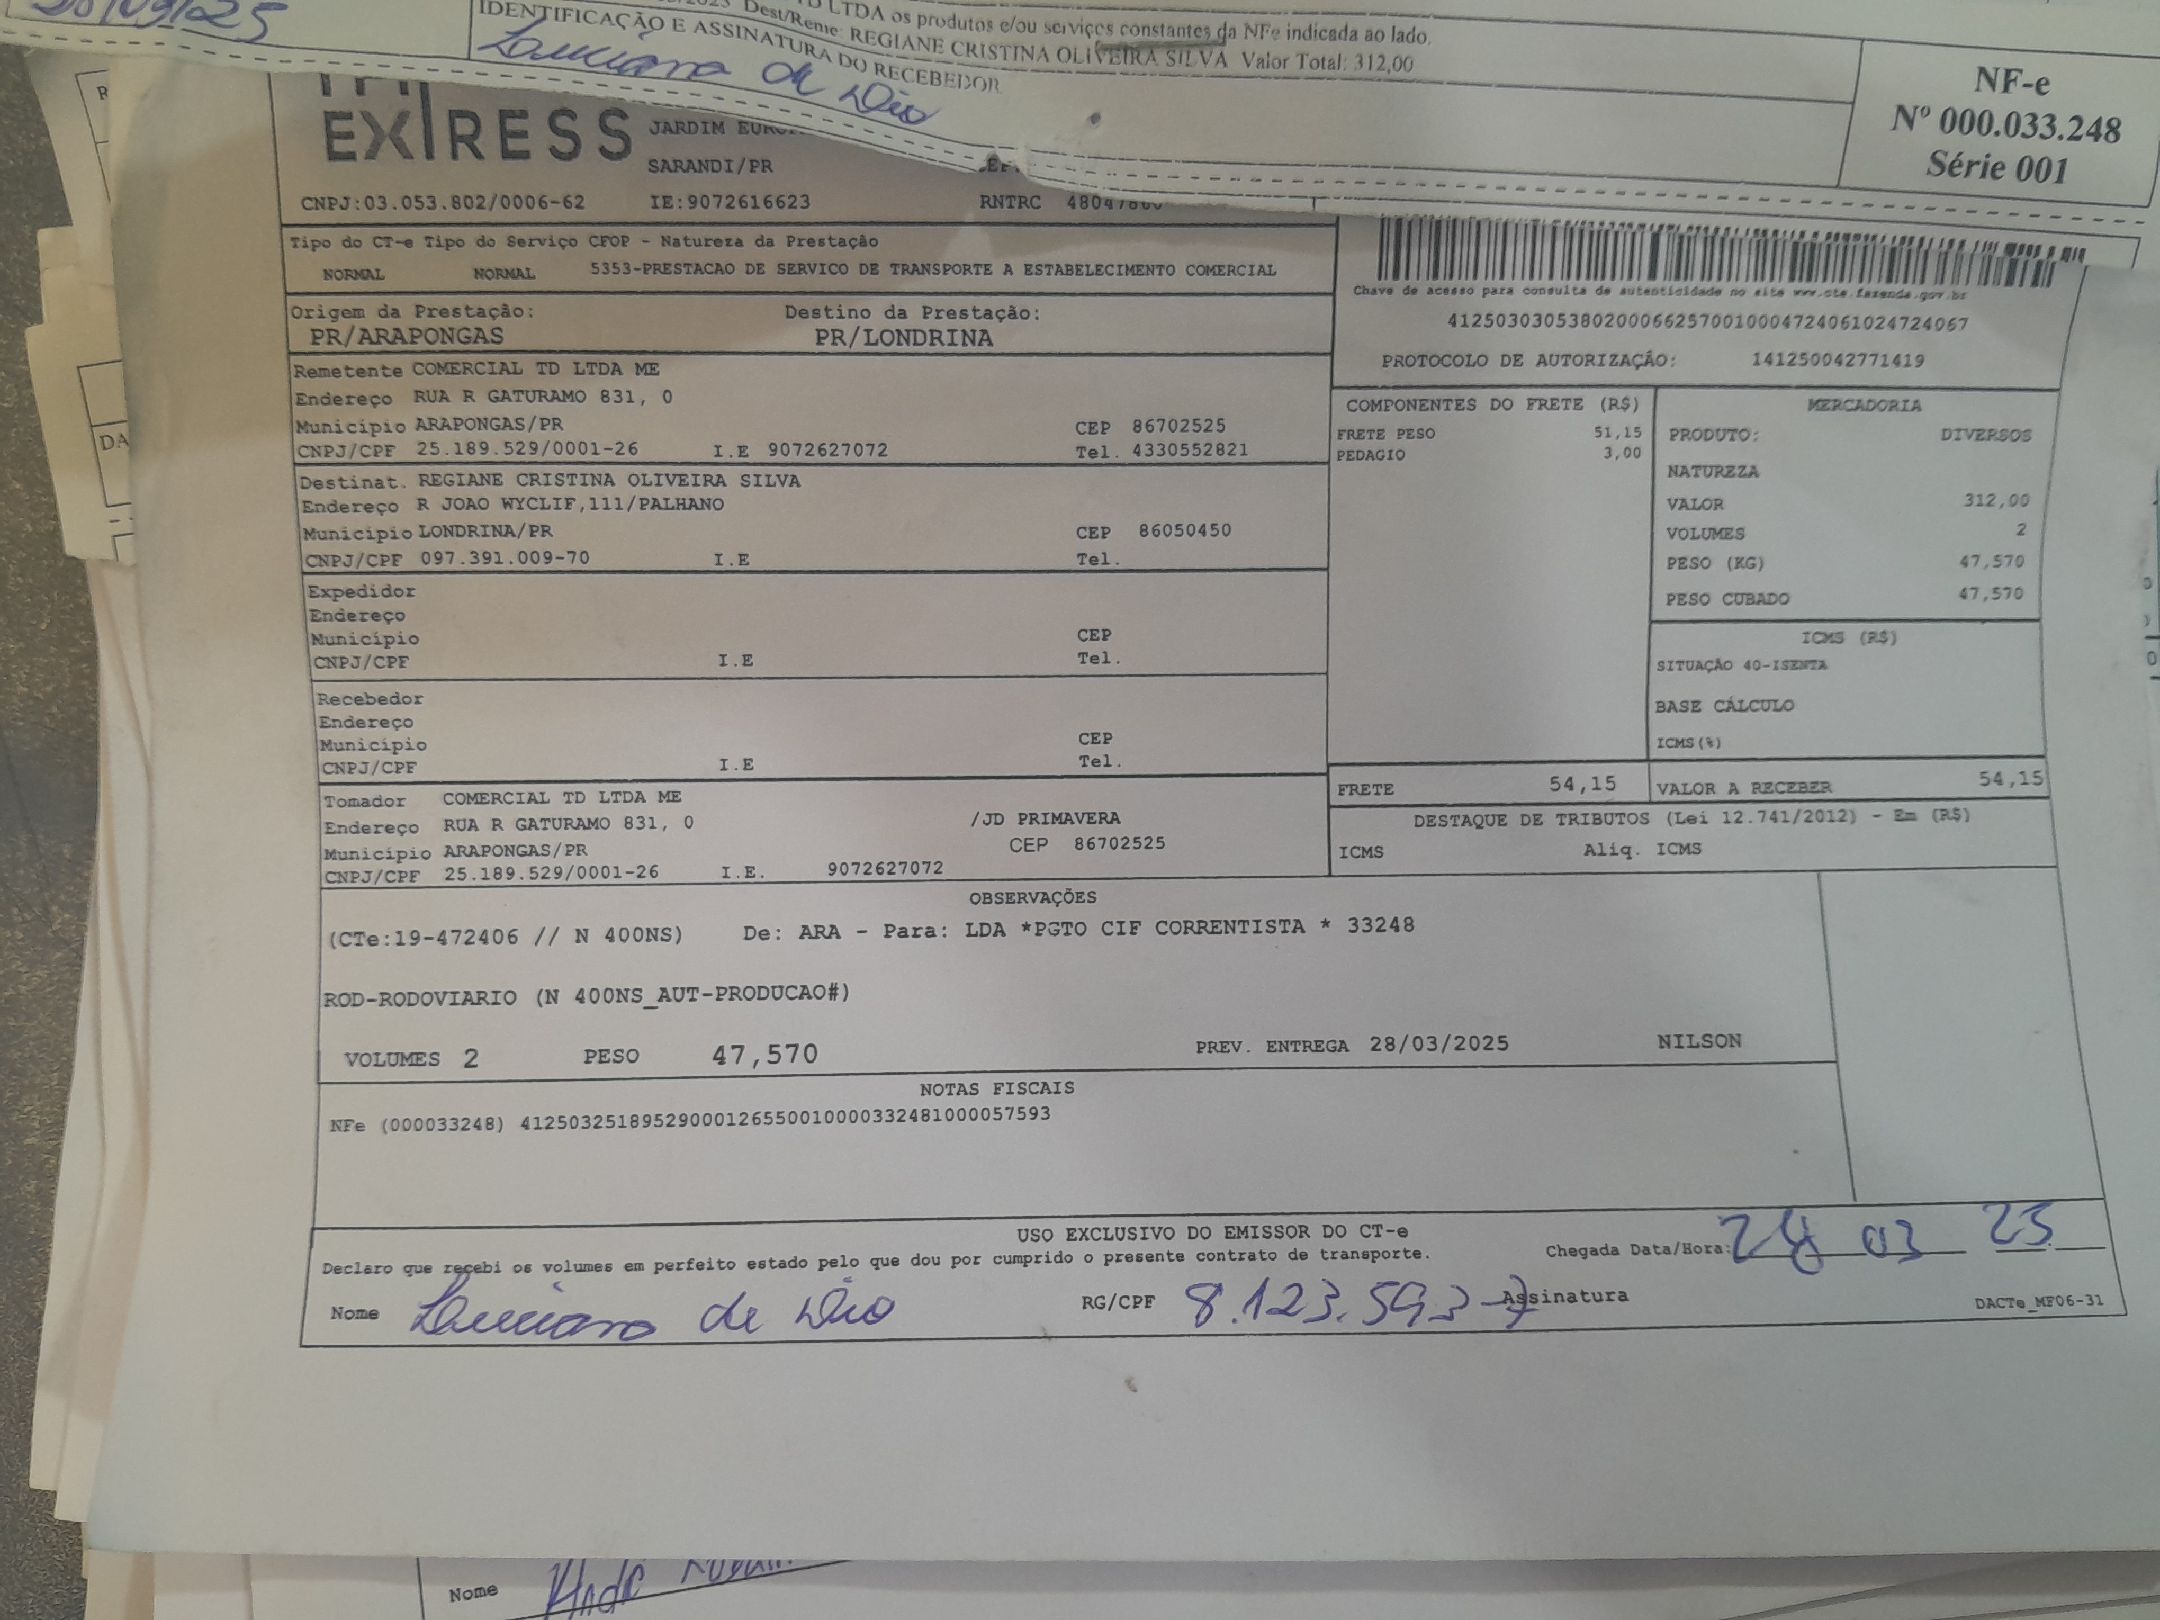 LTDA os produtos e/ou serviços constantes da NFe indicada ao lado.
Dest/Reme: REGIANE CRISTINA OLIVEIRA SILVA Valor Total: 312,00
IDENTIFICAÇÃO E ASSINATURA DO RECEBEDOR
NF-e
Nº 000.033.248
Série 001
EXPRESS
JARDIM
SARANDI/PR
CNPJ:03.053.802/0006-62 IE:9072616623 RNTRC
Tipo do CT-e Tipo do Serviço CFOP - Natureza da Prestação
NORMAL NORMAL 5353-PRESTACAO DE SERVICO DE TRANSPORTE A ESTABELECIMENTO COMERCIAL
Chave de acesso para consulta de autenticidade no site www.cte.fazenda.gov.br
41250303053802000662570010004724061024724067
PROTOCOLO DE AUTORIZAÇÃO: 141250042771419
Origem da Prestação: Destino da Prestação:
PR/ARAPONGAS PR/LONDRINA
Remetente COMERCIAL TD LTDA ME
Endereço RUA R GATURAMO 831, 0
Município ARAPONGAS/PR CEP 86702525
CNPJ/CPF 25.189.529/0001-26 I.E 9072627072 Tel. 4330552821
Destinat. REGIANE CRISTINA OLIVEIRA SILVA
Endereço R JOAO WYCLIF,111/PALHANO
Município LONDRINA/PR CEP 86050450
CNPJ/CPF 097.391.009-70 I.E Tel.
Expedidor
Endereço
Município CEP
CNPJ/CPF I.E Tel.
Recebedor
Endereço
Município CEP
CNPJ/CPF I.E Tel.
Tomador COMERCIAL TD LTDA ME
Endereço RUA R GATURAMO 831, 0 /JD PRIMAVERA
Município ARAPONGAS/PR CEP 86702525
CNPJ/CPF 25.189.529/0001-26 I.E. 9072627072
COMPONENTES DO FRETE (R$)
FRETE PESO 51,15
PEDAGIO 3,00
MERCADORIA
PRODUTO: DIVERSOS
NATUREZA
VALOR 312,00
VOLUMES 2
PESO (KG) 47,570
PESO CUBADO 47,570
ICMS (R$)
SITUAÇÃO 40-ISENTA
BASE CÁLCULO
ICMS(%)
FRETE 54,15 VALOR A RECEBER 54,15
DESTAQUE DE TRIBUTOS (Lei 12.741/2012) - Em (R$)
ICMS Aliq. ICMS
OBSERVAÇÕES
(CTe:19-472406 // N 400NS) De: ARA - Para: LDA *PGTO CIF CORRENTISTA * 33248
ROD-RODOVIARIO (N 400NS_AUT-PRODUCAO#)
VOLUMES 2 PESO 47,570 PREV. ENTREGA 28/03/2025 NILSON
NOTAS FISCAIS
NFe (000033248) 41250325189529000126550010000332481000057593
USO EXCLUSIVO DO EMISSOR DO CT-e
Declaro que recebi os volumes em perfeito estado pelo que dou por cumprido o presente contrato de transporte.
Chegada Data/Hora: 28 03 25
Nome RG/CPF 8.123.593-7 Assinatura
DACTe_MF06-31
Nome